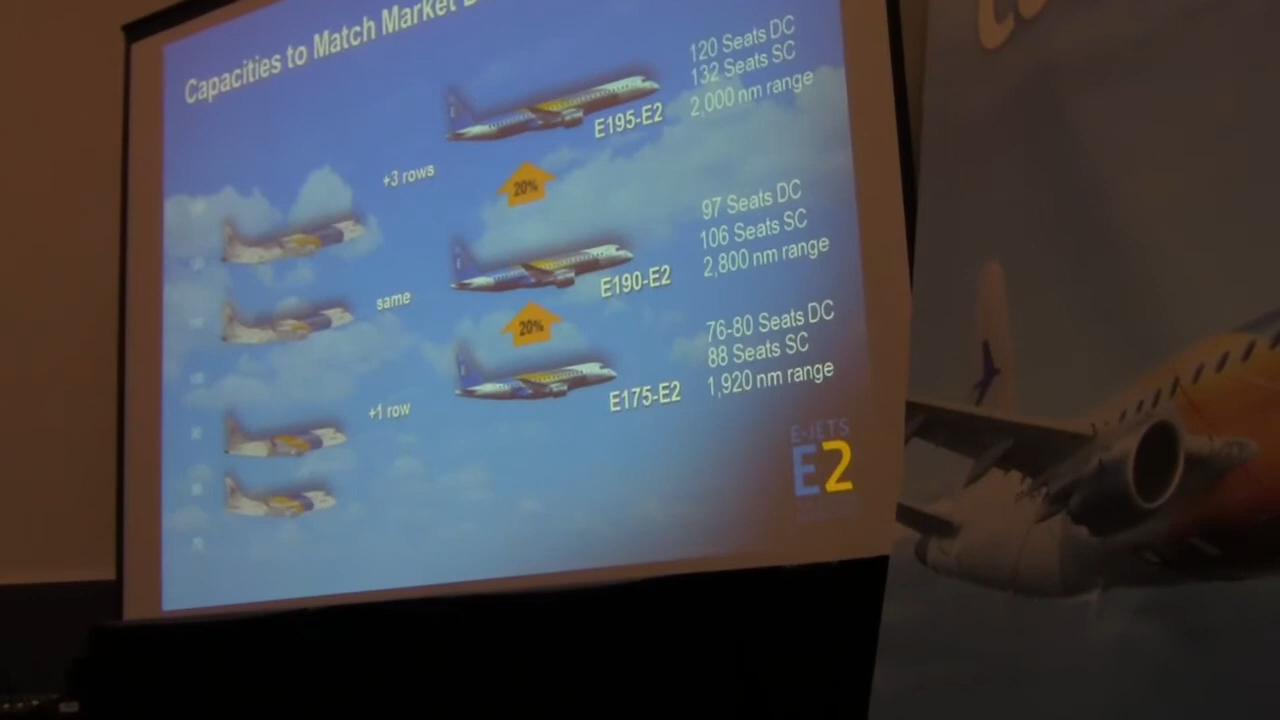 Capacities to Match Market
120 Seats DC
132 Seats SC
2,000 nm range
E195-E2
+3 rows
20%
97 Seats DC
106 Seats SC
2,800 nm range
E190-E2
same
20%
76-80 Seats DC
88 Seats SC
1,920 nm range
E175-E2
+1 row
E-JETS
E2